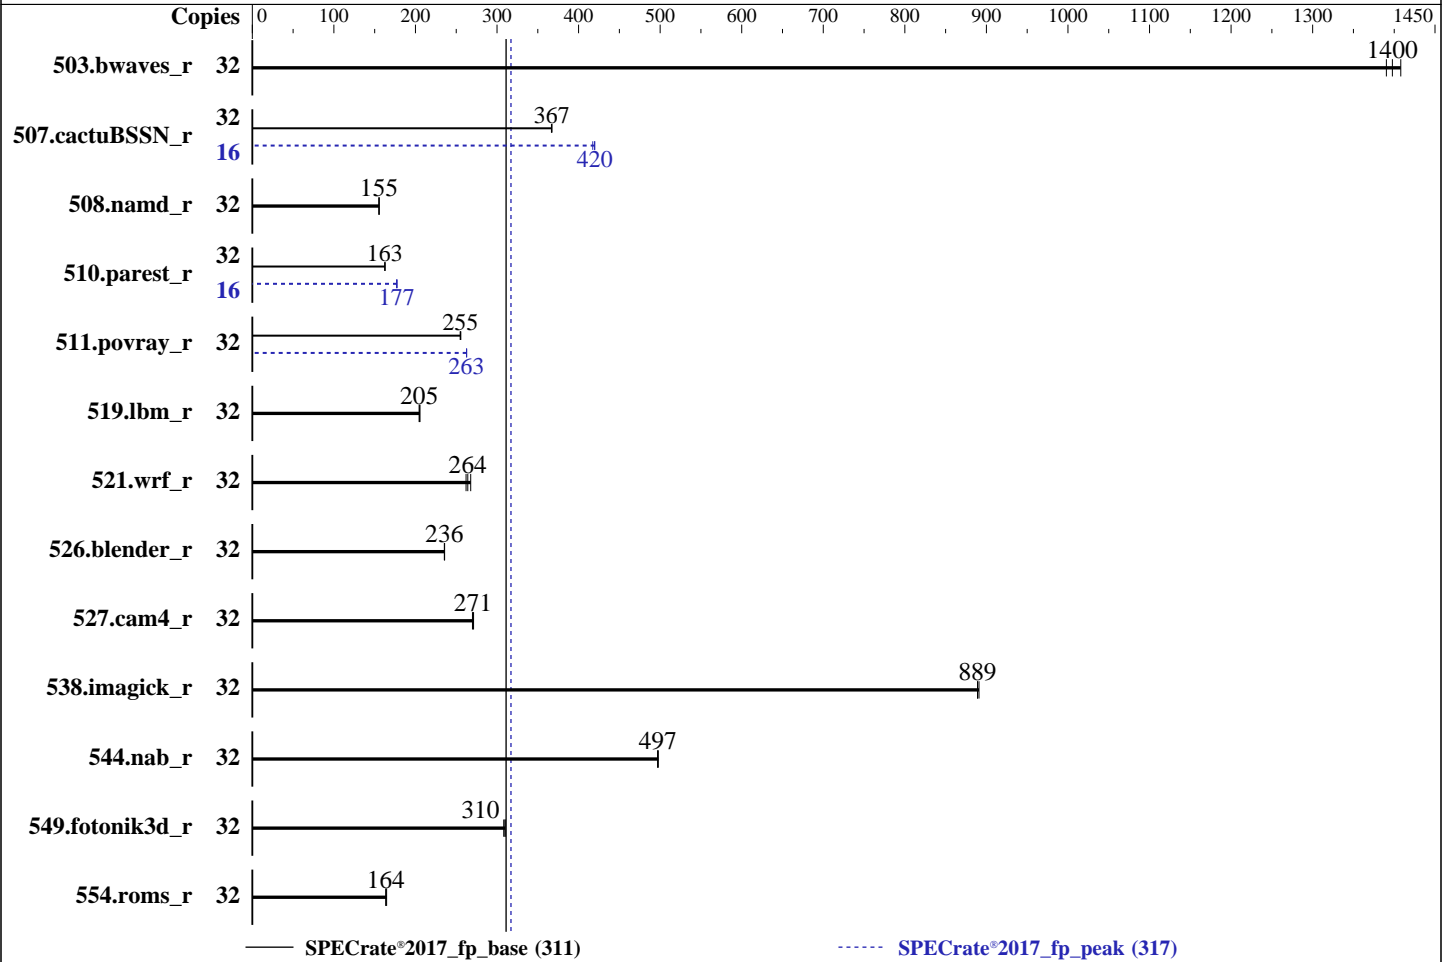 Copies 0 100 200 300 400 500 600 700 800 900 1000 1100 1200 1300 1450
503.bwaves_r 32 1400
507.cactuBSSN_r 32 367
16 420
508.namd_r 32 155
510.parest_r 32 163
16 177
511.povray_r 32 255
263
519.lbm_r 32 205
521.wrf_r 32 264
526.blender_r 32 236
527.cam4_r 32 271
538.imagick_r 32 889
544.nab_r 32 497
549.fotonik3d_r 32 310
554.roms_r 32 164
SPECrate®2017_fp_base (311) SPECrate®2017_fp_peak (317)